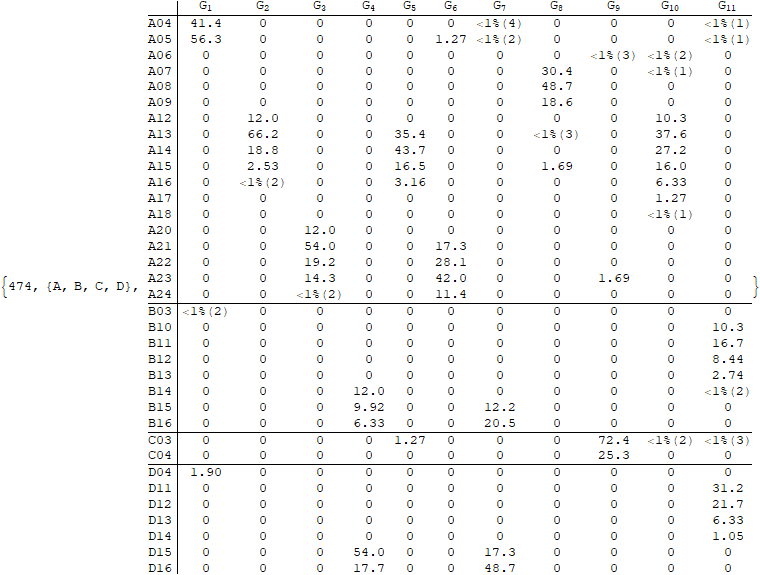 G₁ G₂ G₃ G₄ G₅ G₆ G₇ G₈ G₉ G₁₀ G₁₁
A04 41.4 0 0 0 0 0 <1%(4) 0 0 0 <1%(1)
A05 56.3 0 0 0 0 1.27 <1%(2) 0 0 0 <1%(1)
A06 0 0 0 0 0 0 0 0 <1%(3) <1%(2) 0
A07 0 0 0 0 0 0 0 30.4 0 <1%(1) 0
A08 0 0 0 0 0 0 0 48.7 0 0 0
A09 0 0 0 0 0 0 0 18.6 0 0 0
A12 0 12.0 0 0 0 0 0 0 0 10.3 0
A13 0 66.2 0 0 35.4 0 0 <1%(3) 0 37.6 0
A14 0 18.8 0 0 43.7 0 0 0 0 27.2 0
A15 0 2.53 0 0 16.5 0 0 1.69 0 16.0 0
A16 0 <1%(2) 0 0 3.16 0 0 0 0 6.33 0
A17 0 0 0 0 0 0 0 0 0 1.27 0
A18 0 0 0 0 0 0 0 0 0 <1%(1) 0
A20 0 0 12.0 0 0 0 0 0 0 0 0
A21 0 0 54.0 0 0 17.3 0 0 0 0 0
A22 0 0 19.2 0 0 28.1 0 0 0 0 0
A23 0 0 14.3 0 0 42.0 0 0 1.69 0 0
{474, {A, B, C, D}, A24 0 0 <1%(2) 0 0 11.4 0 0 0 0 0 }
B03 <1%(2) 0 0 0 0 0 0 0 0 0 0
B10 0 0 0 0 0 0 0 0 0 0 10.3
B11 0 0 0 0 0 0 0 0 0 0 16.7
B12 0 0 0 0 0 0 0 0 0 0 8.44
B13 0 0 0 0 0 0 0 0 0 0 2.74
B14 0 0 0 12.0 0 0 0 0 0 0 <1%(2)
B15 0 0 0 9.92 0 0 12.2 0 0 0 0
B16 0 0 0 6.33 0 0 20.5 0 0 0 0
C03 0 0 0 0 1.27 0 0 0 72.4 <1%(2) <1%(3)
C04 0 0 0 0 0 0 0 0 25.3 0 0
D04 1.90 0 0 0 0 0 0 0 0 0 0
D11 0 0 0 0 0 0 0 0 0 0 31.2
D12 0 0 0 0 0 0 0 0 0 0 21.7
D13 0 0 0 0 0 0 0 0 0 0 6.33
D14 0 0 0 0 0 0 0 0 0 0 1.05
D15 0 0 0 54.0 0 0 17.3 0 0 0 0
D16 0 0 0 17.7 0 0 48.7 0 0 0 0